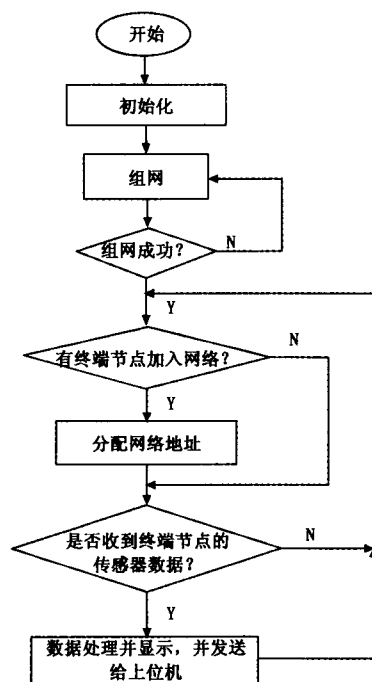 开始
初始化
组网
组网成功？
N
Y
有终端节点加入网络？
N
Y
分配网络地址
是否收到终端节点的
传感器数据？
N
Y
数据处理并显示，并发送
给上位机